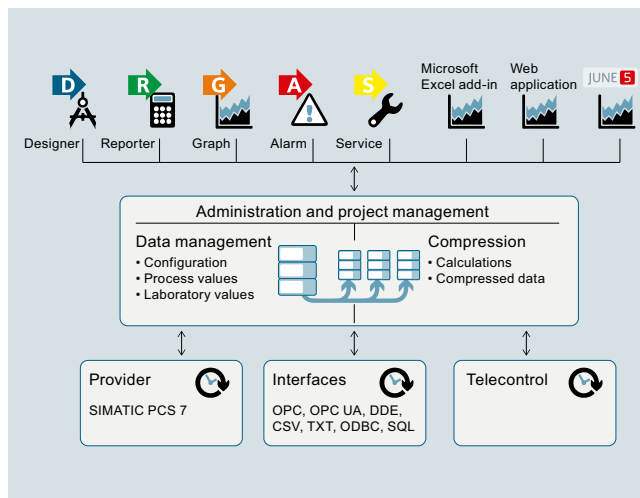 D
R
G
A
S
Microsoft
Excel add-in
Web
application
JUNE 5
Designer
Reporter
Graph
Alarm
Service
Administration and project management
Data management
• Configuration
• Process values
• Laboratory values
Compression
• Calculations
• Compressed data
Provider
SIMATIC PCS 7
Interfaces
OPC, OPC UA, DDE,
CSV, TXT, ODBC, SQL
Telecontrol